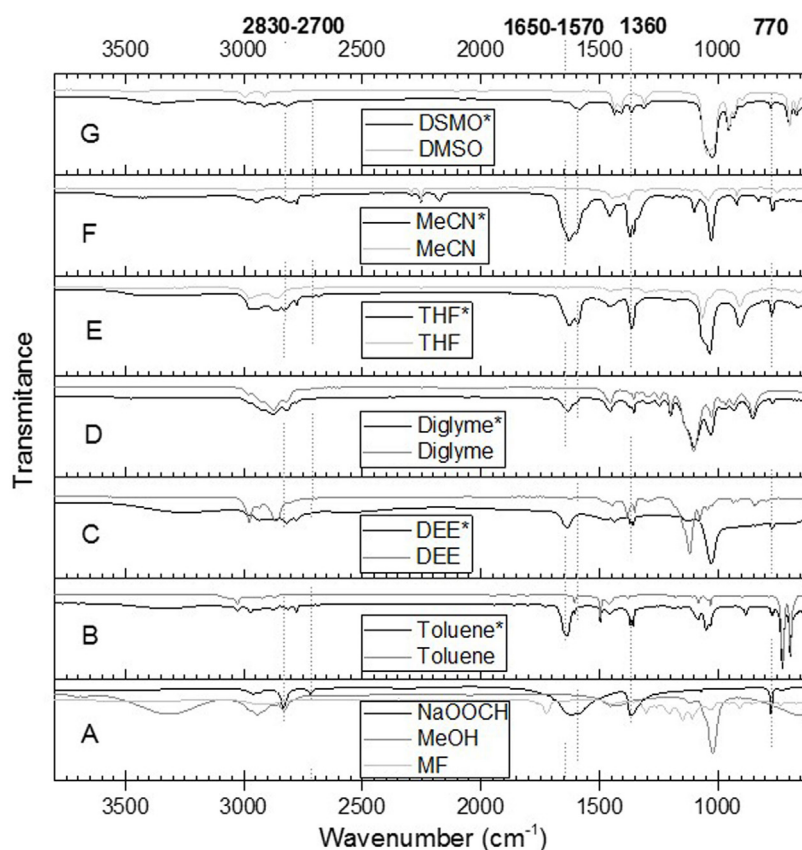 2830-2700 1650-1570 1360 770
3500 3000 2500 2000 1500 1000
G
DSMO*
DMSO
F
MeCN*
MeCN
E
THF*
THF
D
Diglyme*
Diglyme
C
DEE*
DEE
B
Toluene*
Toluene
A
NaOOCH
MeOH
MF
Transmitance
3500 3000 2500 2000 1500 1000
Wavenumber (cm-1)